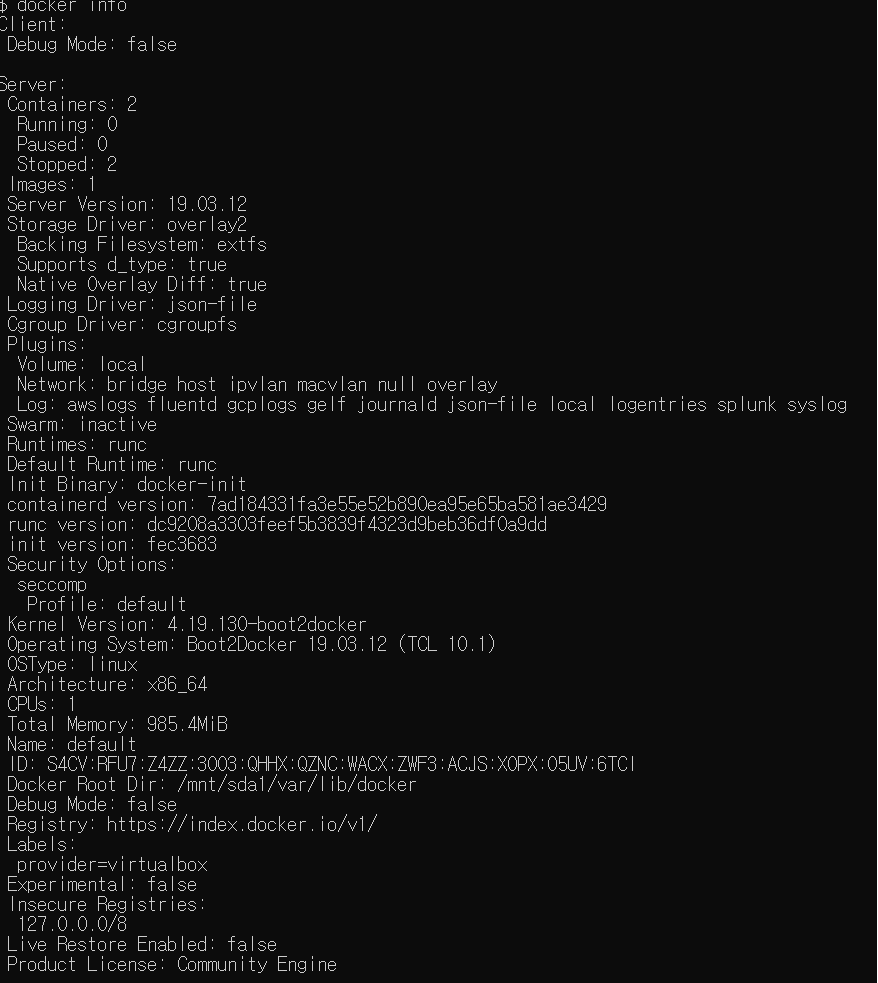 $ docker info
Client:
 Debug Mode: false

Server:
 Containers: 2
  Running: 0
  Paused: 0
  Stopped: 2
 Images: 1
 Server Version: 19.03.12
 Storage Driver: overlay2
  Backing Filesystem: extfs
  Supports d_type: true
  Native Overlay Diff: true
 Logging Driver: json-file
 Cgroup Driver: cgroupfs
 Plugins:
  Volume: local
  Network: bridge host ipvlan macvlan null overlay
  Log: awslogs fluentd gcplogs gelf journald json-file local logentries splunk syslog
 Swarm: inactive
 Runtimes: runc
 Default Runtime: runc
 Init Binary: docker-init
 containerd version: 7ad184331fa3e55e52b890ea95e65ba581ae3429
 runc version: dc9208a3303feef5b3839f4323d9beb36df0a9dd
 init version: fec3683
 Security Options:
  seccomp
   Profile: default
 Kernel Version: 4.19.130-boot2docker
 Operating System: Boot2Docker 19.03.12 (TCL 10.1)
 OSType: linux
 Architecture: x86_64
 CPUs: 1
 Total Memory: 985.4MiB
 Name: default
 ID: S4CV:RFU7:Z4ZZ:3OO3:QHHX:QZNC:WACX:ZWF3:ACJS:XOPX:O5UV:6TCI
 Docker Root Dir: /mnt/sda1/var/lib/docker
 Debug Mode: false
 Registry: https://index.docker.io/v1/
 Labels:
  provider=virtualbox
 Experimental: false
 Insecure Registries:
  127.0.0.0/8
 Live Restore Enabled: false
 Product License: Community Engine